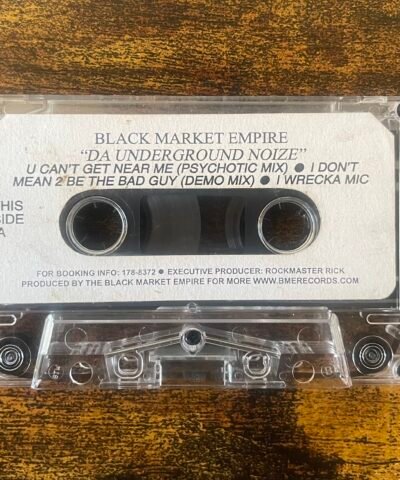 BLACK MARKET EMPIRE
"DA UNDERGROUND NOIZE"
U CAN'T GET NEAR ME (PSYCHOTIC MIX) ● I DON'T
MEAN 2 BE THE BAD GUY (DEMO MIX) ● I WRECKA MIC
THIS
SIDE
A
FOR BOOKING INFO: 178-8372 ● EXECUTIVE PRODUCER: ROCKMASTER RICK
PRODUCED BY THE BLACK MARKET EMPIRE FOR MORE WWW.BMERECORDS.COM